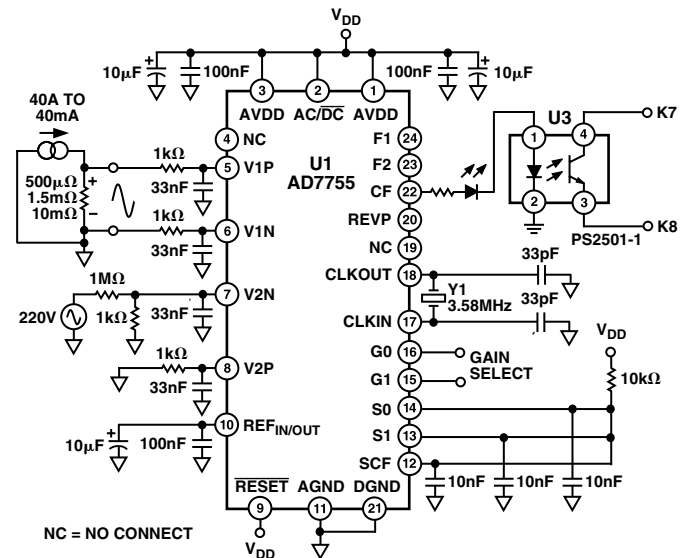 VDD
10μF
100nF
100nF
10μF
3
2
1
AVDD
AC/DC
AVDD
40A TO
40mA
4
NC
U1
AD7755
F1
24
F2
23
CF
22
REVP
20
NC
19
CLKOUT
18
CLKIN
17
G0
16
G1
15
S0
14
S1
13
SCF
12
U3
1
4
2
3
K7
K8
PS2501-1
1kΩ
5
V1P
33nF
500μΩ
1.5mΩ
10mΩ
+
–
1kΩ
6
V1N
33nF
1MΩ
7
V2N
220V
1kΩ
33nF
1kΩ
8
V2P
33nF
10
REFIN/OUT
10μF
100nF
33pF
Y1
3.58MHz
33pF
GAIN
SELECT
VDD
10kΩ
10nF
10nF
10nF
RESET
AGND
DGND
9
11
21
VDD
NC = NO CONNECT